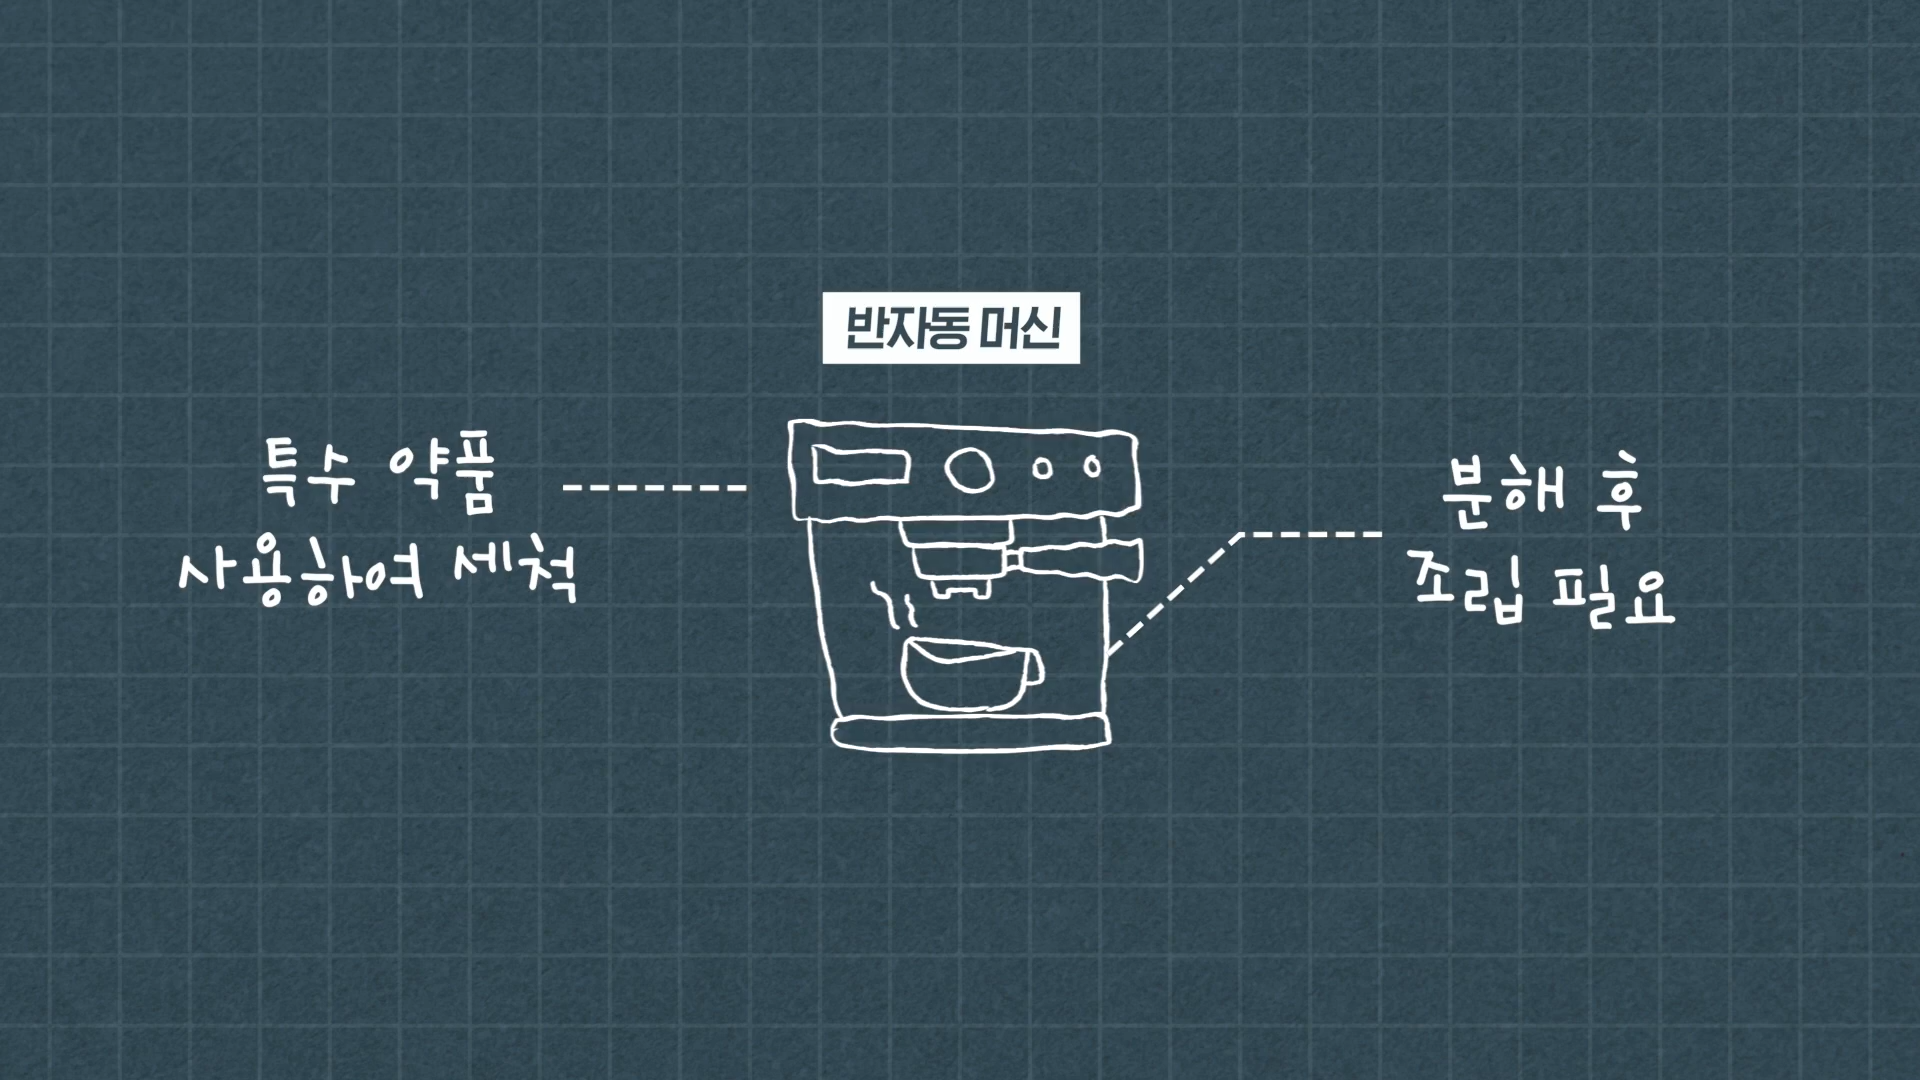 반자동 머신
특수 약품
사용하여 세척
분해 후
조립 필요